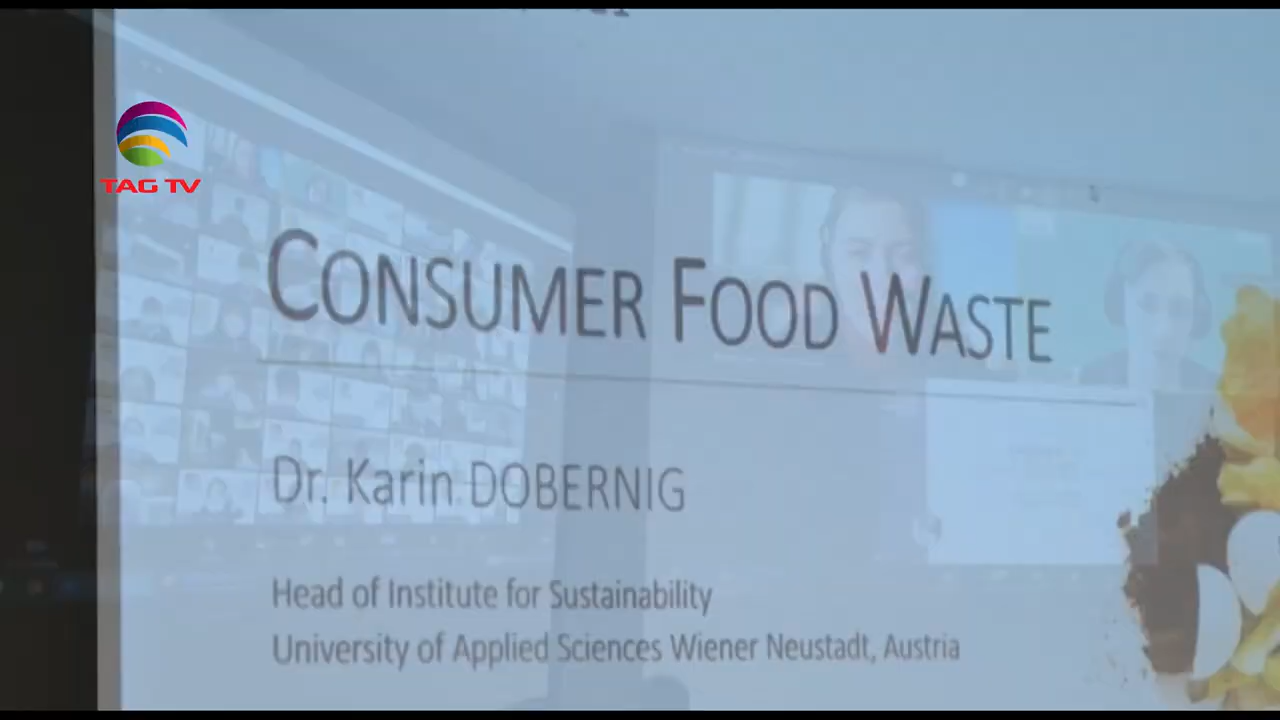 TAG TV
CONSUMER FOOD WASTE
Dr. Karin DOBERNIG
Head of Institute for Sustainability
University of Applied Sciences Wiener Neustadt, Austria